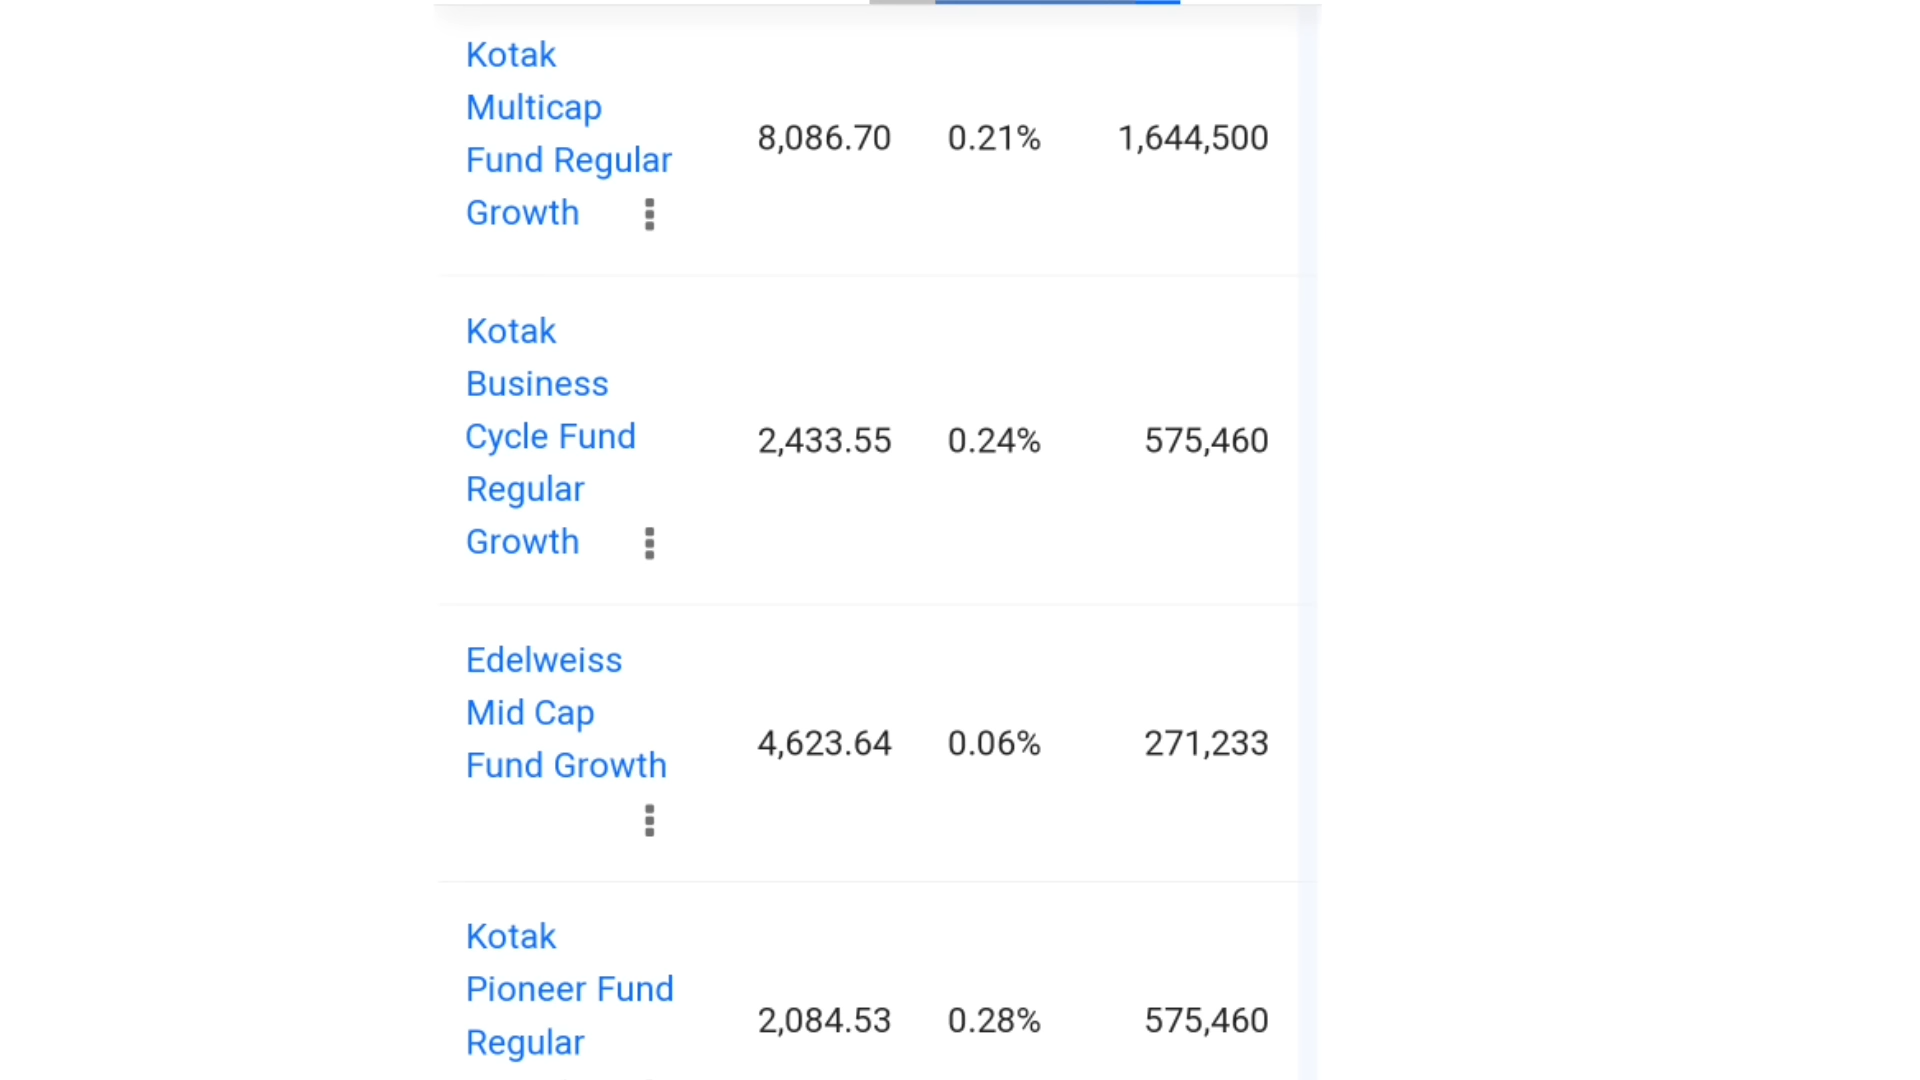 Kotak
Multicap
Fund Regular
Growth
8,086.70 0.21% 1,644,500
Kotak
Business
Cycle Fund
Regular
Growth
2,433.55 0.24% 575,460
Edelweiss
Mid Cap
Fund Growth
4,623.64 0.06% 271,233
Kotak
Pioneer Fund
Regular
2,084.53 0.28% 575,460